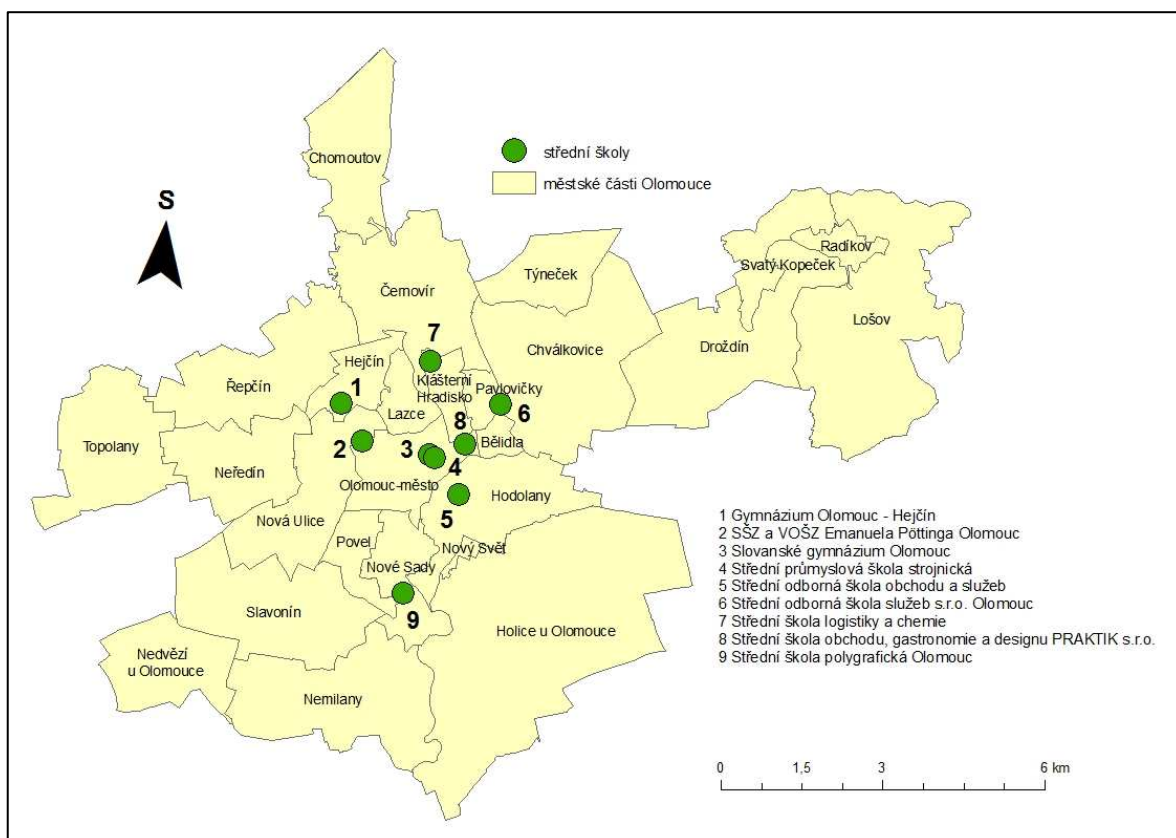 Chomoutov
střední školy
městské části Olomouce
S
Radíkov
Týneček
Svatý Kopeček
Černovír
Lošov
7
Chválkovice
Droždín
Hejčín
Klášterní
Hradisko
Řepčín
1
Pavlovičky
Lazce
6
8
Topolany
2
3
Bělidla
Neředín
4
Olomouc-město
Hodolany
5
Nová Ulice
Povel
Nový Svět
Nové Sady
Slavonín
9
Holice u Olomouce
Nedvězí
u Olomouce
Nemilany
1 Gymnázium Olomouc - Hejčín
2 SŠZ a VOŠZ Emanuela Pöttinga Olomouc
3 Slovanské gymnázium Olomouc
4 Střední průmyslová škola strojnická
5 Střední odborná škola obchodu a služeb
6 Střední odborná škola služeb s.r.o. Olomouc
7 Střední škola logistiky a chemie
8 Střední škola obchodu, gastronomie a designu PRAKTIK s.r.o.
9 Střední škola polygrafická Olomouc
0 1,5 3 6 km